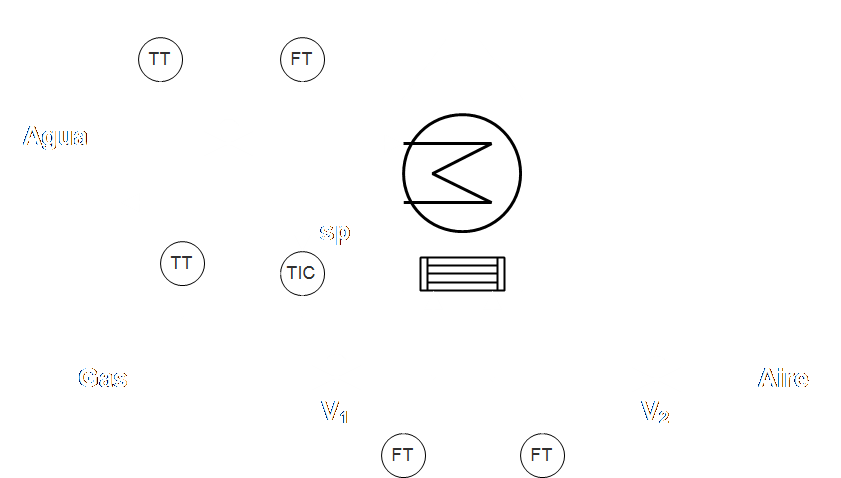 TT FT
Agua
sp
TT TIC
Gas Aire
V₁ V₂
FT FT